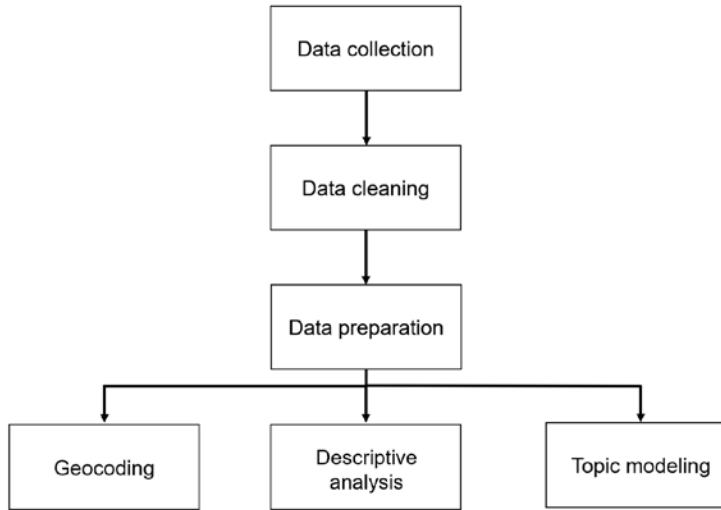 Data collection
Data cleaning
Data preparation
Geocoding
Descriptive
analysis
Topic modeling